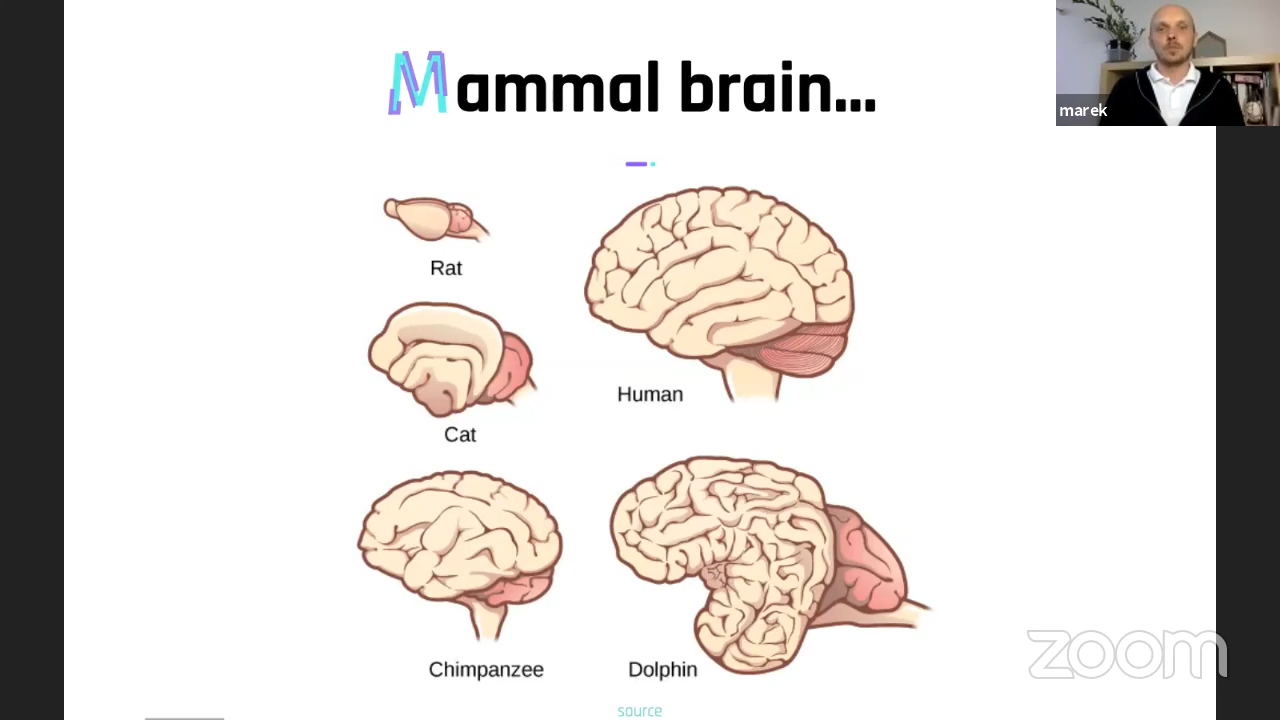 Mammal brain...
marek
Rat
Human
Cat
Chimpanzee
Dolphin
source
zoom